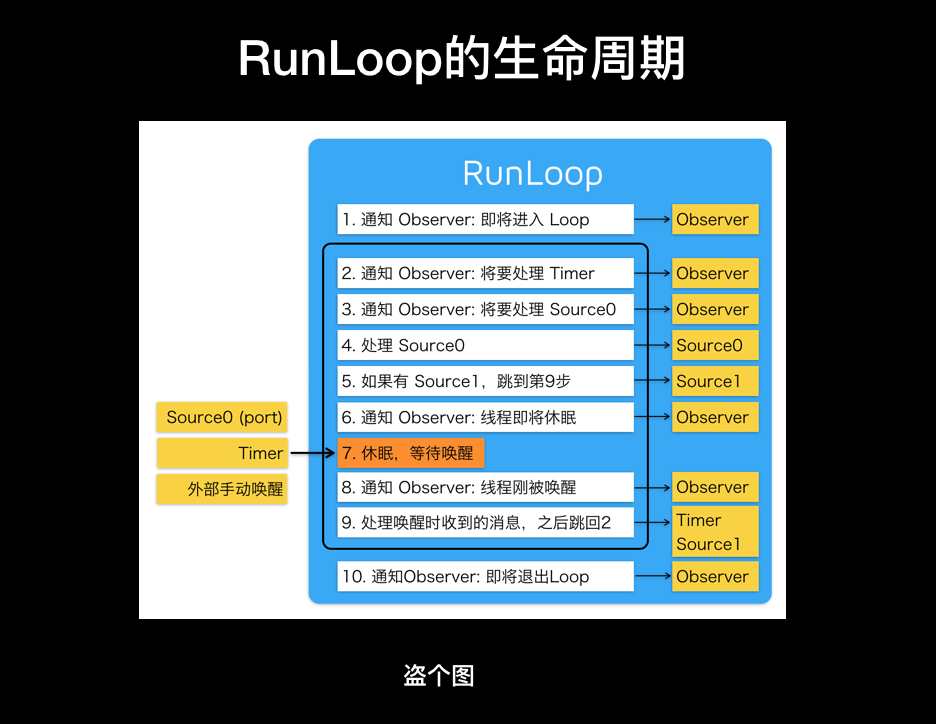 RunLoop的生命周期
RunLoop
1. 通知 Observer: 即将进入 Loop
Observer
2. 通知 Observer: 将要处理 Timer
Observer
3. 通知 Observer: 将要处理 Source0
Observer
4. 处理 Source0
Source0
5. 如果有 Source1，跳到第9步
Source1
Source0 (port)
6. 通知 Observer: 线程即将休眠
Observer
Timer
7. 休眠，等待唤醒
外部手动唤醒
8. 通知 Observer: 线程刚被唤醒
Observer
9. 处理唤醒时收到的消息，之后跳回2
Timer
Source1
10. 通知Observer: 即将退出Loop
Observer
盗个图